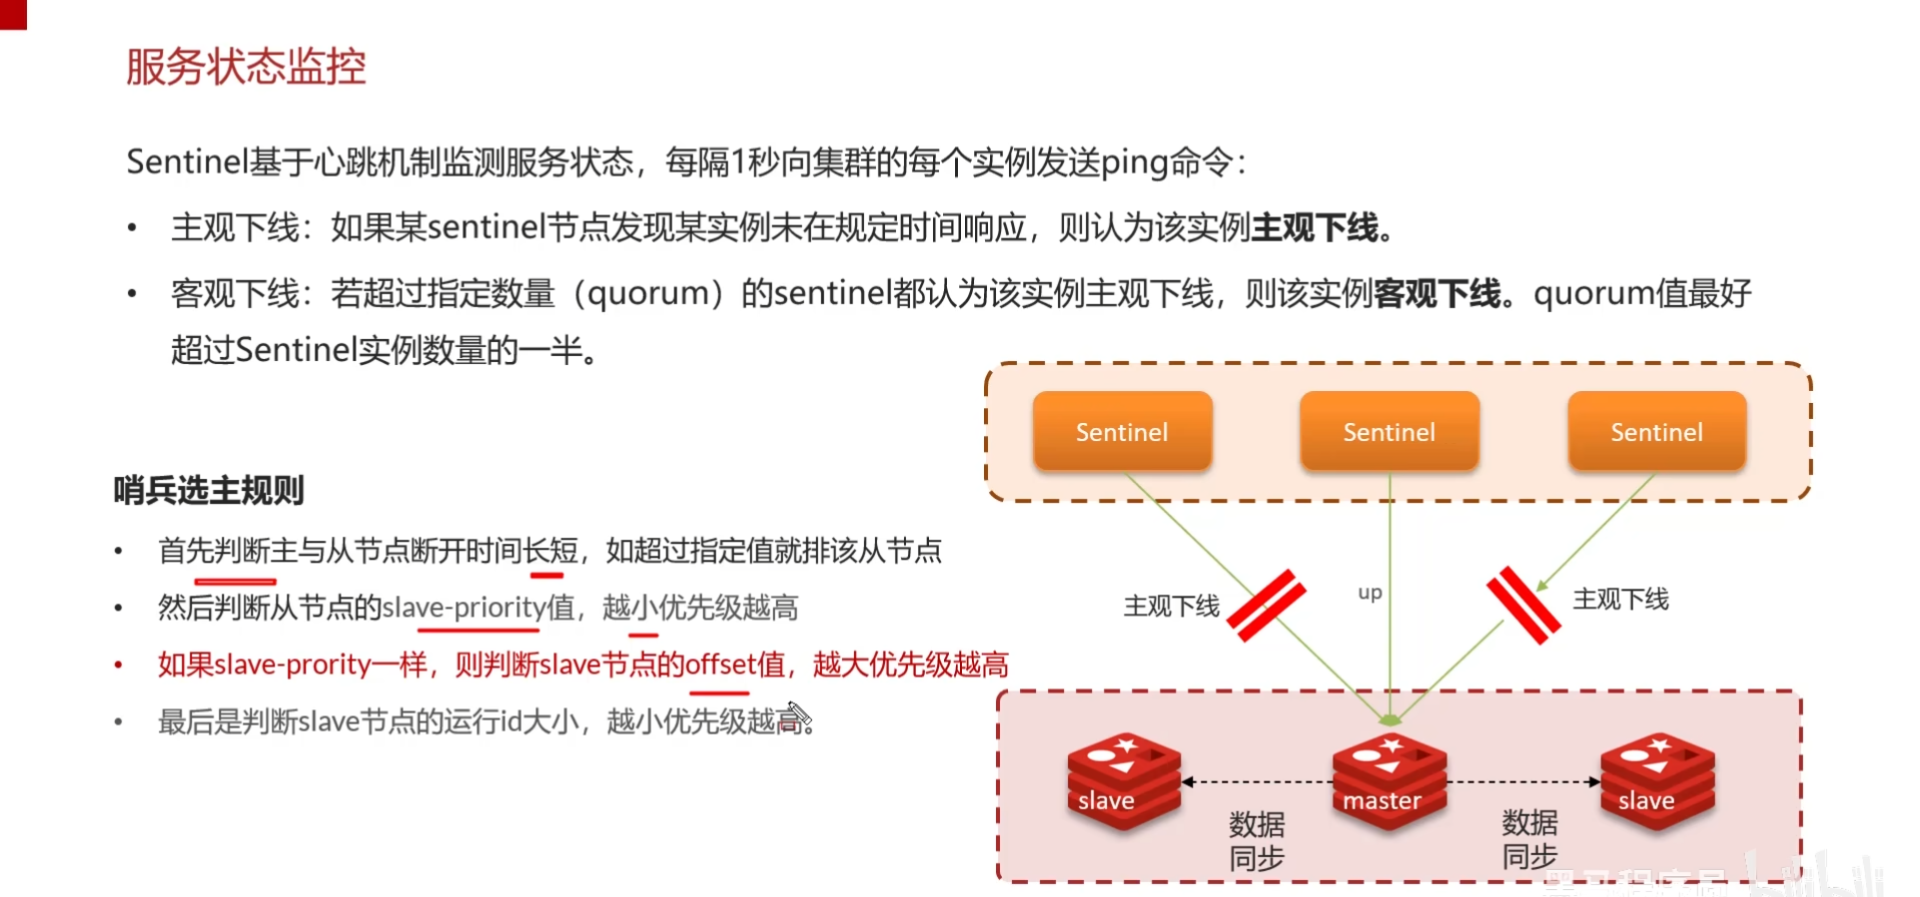 服务状态监控
Sentinel基于心跳机制监测服务状态，每隔1秒向集群的每个实例发送ping命令：
• 主观下线：如果某sentinel节点发现某实例未在规定时间响应，则认为该实例主观下线。
• 客观下线：若超过指定数量（quorum）的sentinel都认为该实例主观下线，则该实例客观下线。quorum值最好
超过Sentinel实例数量的一半。
哨兵选主规则
• 首先判断主与从节点断开时间长短，如超过指定值就排该从节点
• 然后判断从节点的slave-priority值，越小优先级越高
• 如果slave-prority一样，则判断slave节点的offset值，越大优先级越高
• 最后是判断slave节点的运行id大小，越小优先级越高。
Sentinel
Sentinel
Sentinel
主观下线
up
主观下线
slave
master
slave
数据
同步
数据
同步
黑马程序员